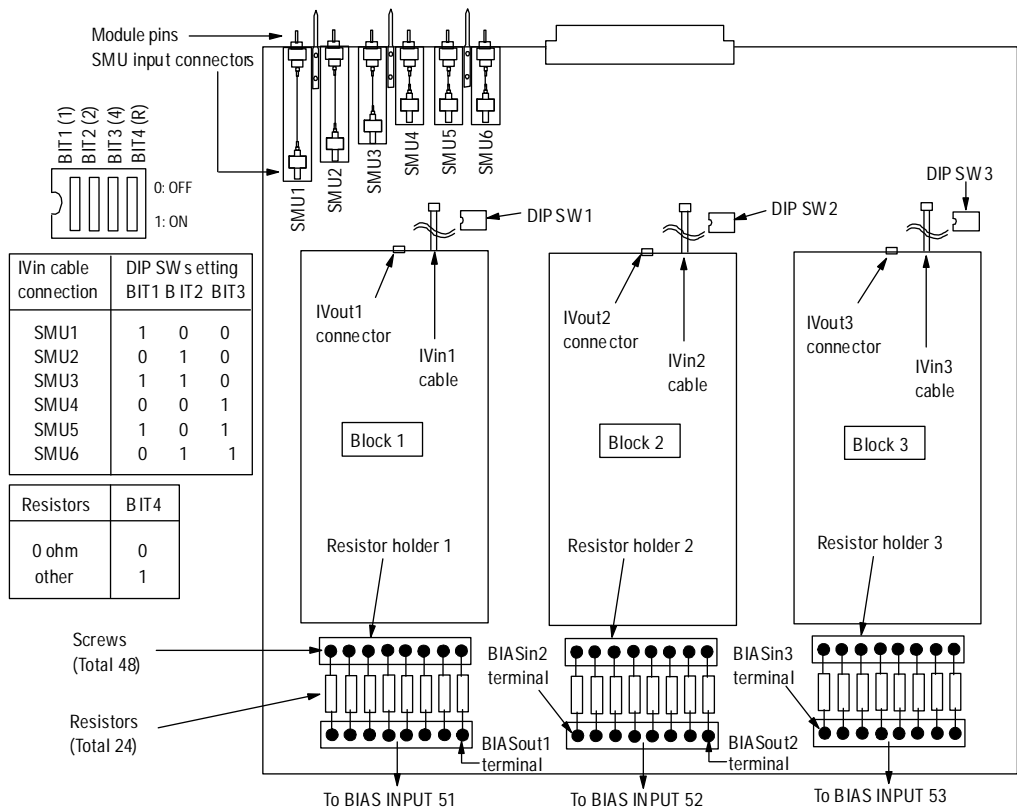 Module pins
SMU input connectors
BIT1 (1)
BIT2 (2)
BIT3 (4)
BIT4 (R)
0: OFF
1: ON
SMU1
SMU2
SMU3
SMU4
SMU5
SMU6
DIP SW1
DIP SW2
DIP SW3
IVin cable connection
DIP SW setting
BIT1 BIT2 BIT3
SMU1 1 0 0
SMU2 0 1 0
SMU3 1 1 0
SMU4 0 0 1
SMU5 1 0 1
SMU6 0 1 1
Resistors BIT4
0 ohm 0
other 1
IVout1
connector
IVin1
cable
IVout2
connector
IVin2
cable
IVout3
connector
IVin3
cable
Block 1
Block 2
Block 3
Resistor holder 1
Resistor holder 2
Resistor holder 3
Screws
(Total 48)
Resistors
(Total 24)
BIASin2
terminal
BIASin3
terminal
BIASout1
terminal
BIASout2
terminal
To BIAS INPUT 51
To BIAS INPUT 52
To BIAS INPUT 53